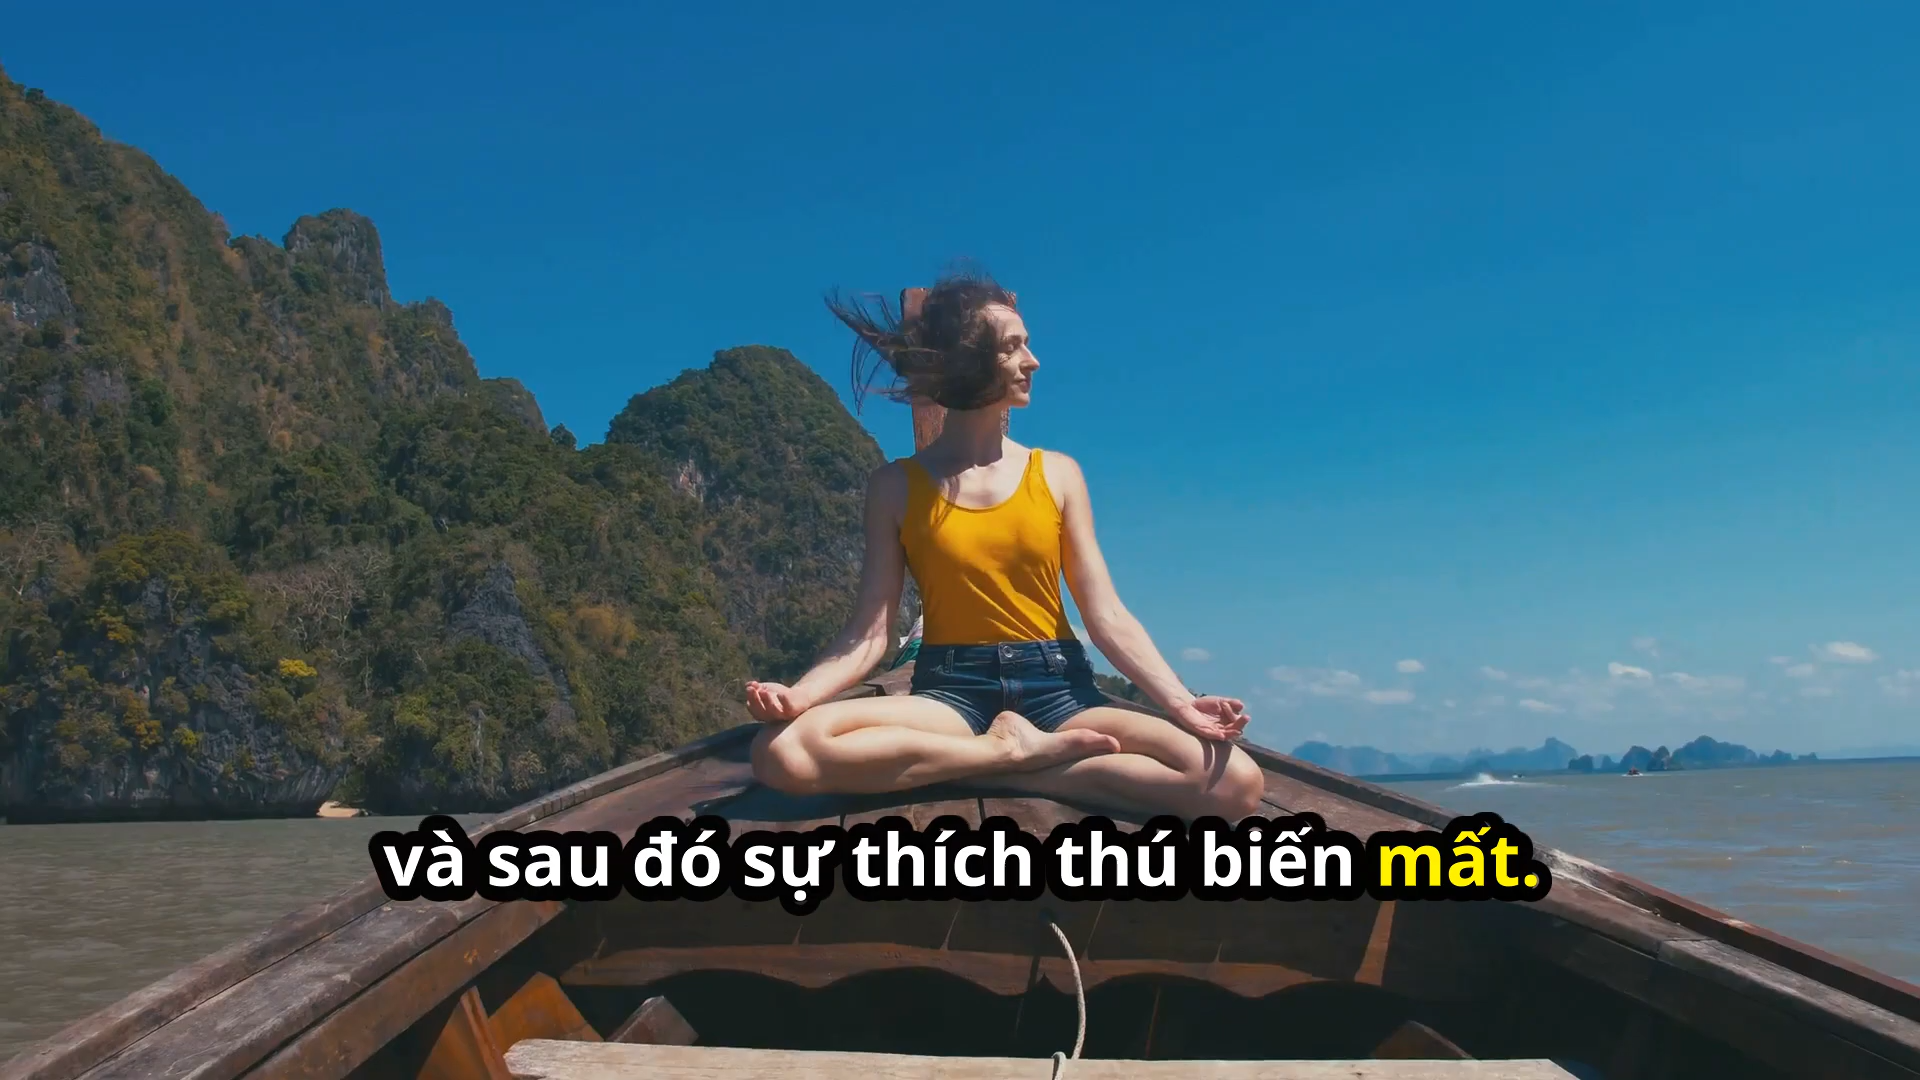 và sau đó sự thích thú biến mất.